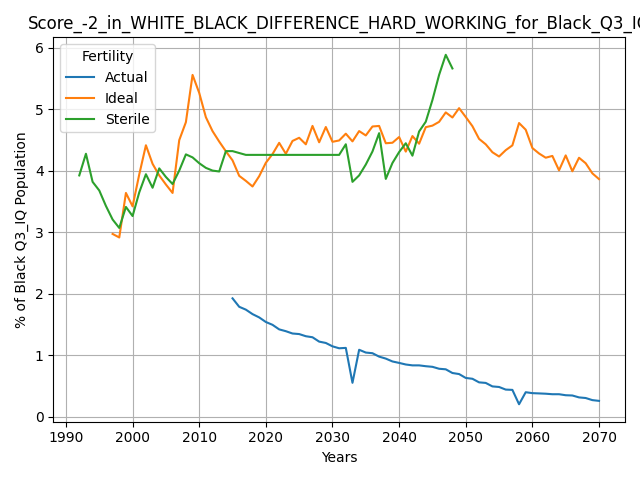 Score_-2_in_WHITE_BLACK_DIFFERENCE_HARD_WORKING_for_Black_Q3_IQ
Fertility
Actual
Ideal
Sterile
% of Black Q3_IQ Population
6
5
4
3
2
1
0
1990 2000 2010 2020 2030 2040 2050 2060 2070
Years